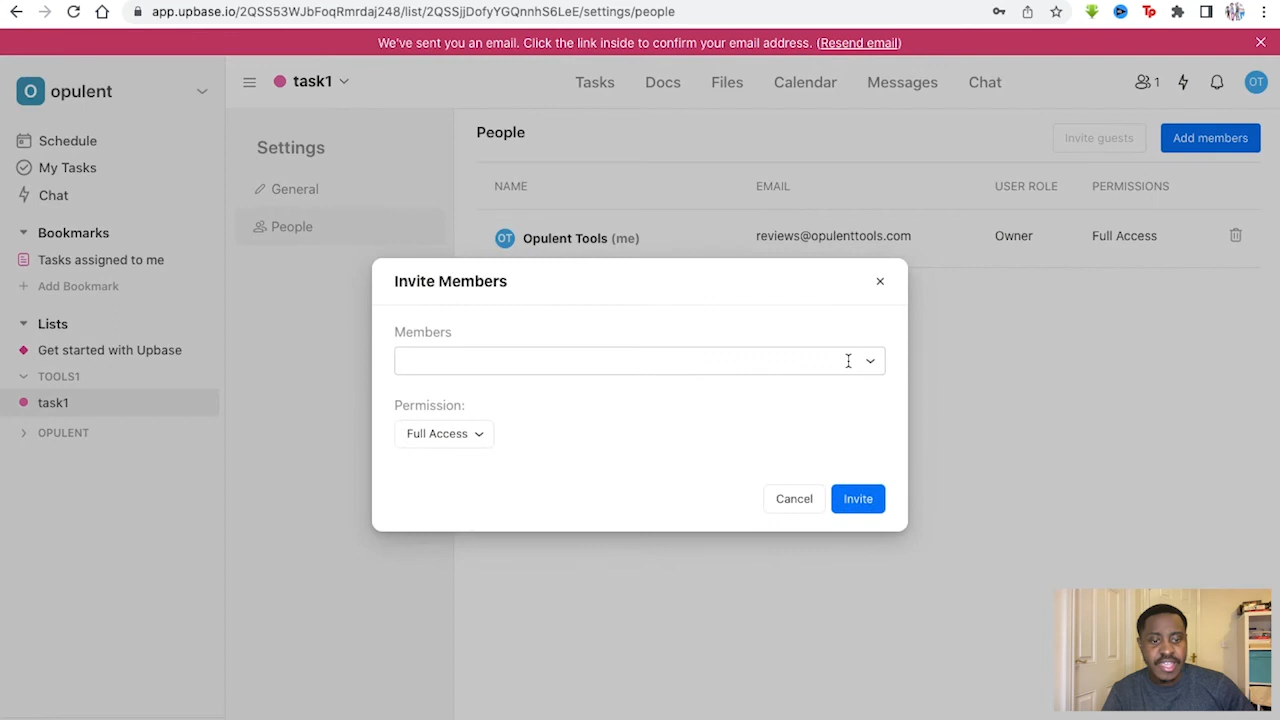 app.upbase.io/2QSS53WJbFoqRmrdaj248/list/2QSSjjDofyYGQnnhS6LeE/settings/people
Tp
We've sent you an email. Click the link inside to confirm your email address. (Resend email)
O opulent
task1
Tasks Docs Files Calendar Messages Chat
1
OT
Schedule
My Tasks
Chat
Bookmarks
Tasks assigned to me
Add Bookmark
Lists
Get started with Upbase
TOOLS1
task1
OPULENT
Settings
General
People
People
Invite guests
Add members
NAME EMAIL USER ROLE PERMISSIONS
OT Opulent Tools (me) reviews@opulenttools.com Owner Full Access
Invite Members
Members
Permission:
Full Access
Cancel Invite